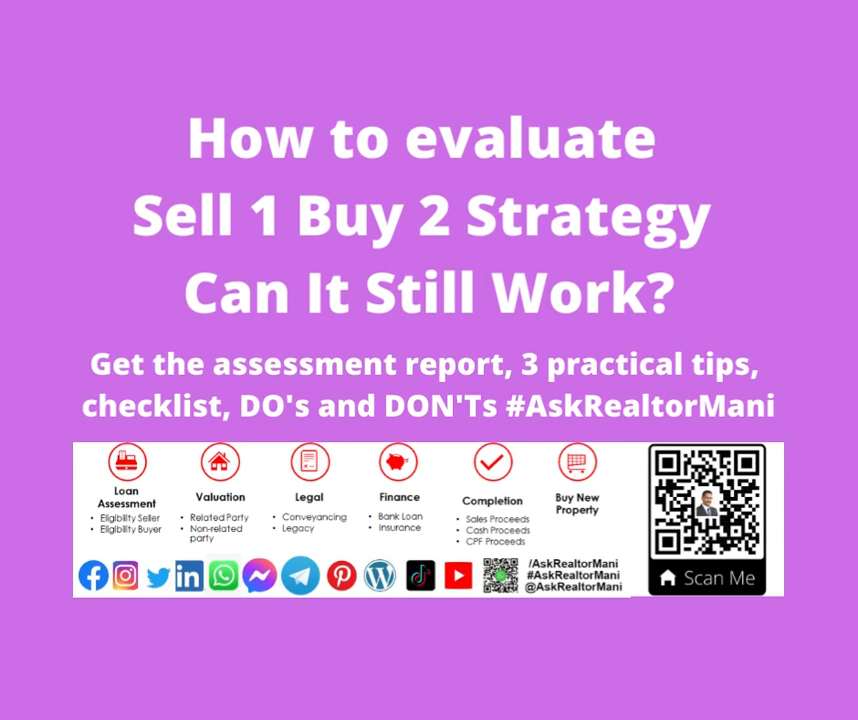 How to evaluate
Sell 1 Buy 2 Strategy
Can It Still Work?
Get the assessment report, 3 practical tips,
checklist, DO's and DON'Ts #AskRealtorMani
Loan
Assessment
• Eligibility Seller
• Eligibility Buyer
Valuation
• Related Party
• Non-related
party
Legal
• Conveyancing
• Legacy
Finance
• Bank Loan
• Insurance
Completion
• Sales Proceeds
• Cash Proceeds
• CPF Proceeds
Buy New
Property
/AskRealtorMani
#AskRealtorMani
@AskRealtorMani
Scan Me